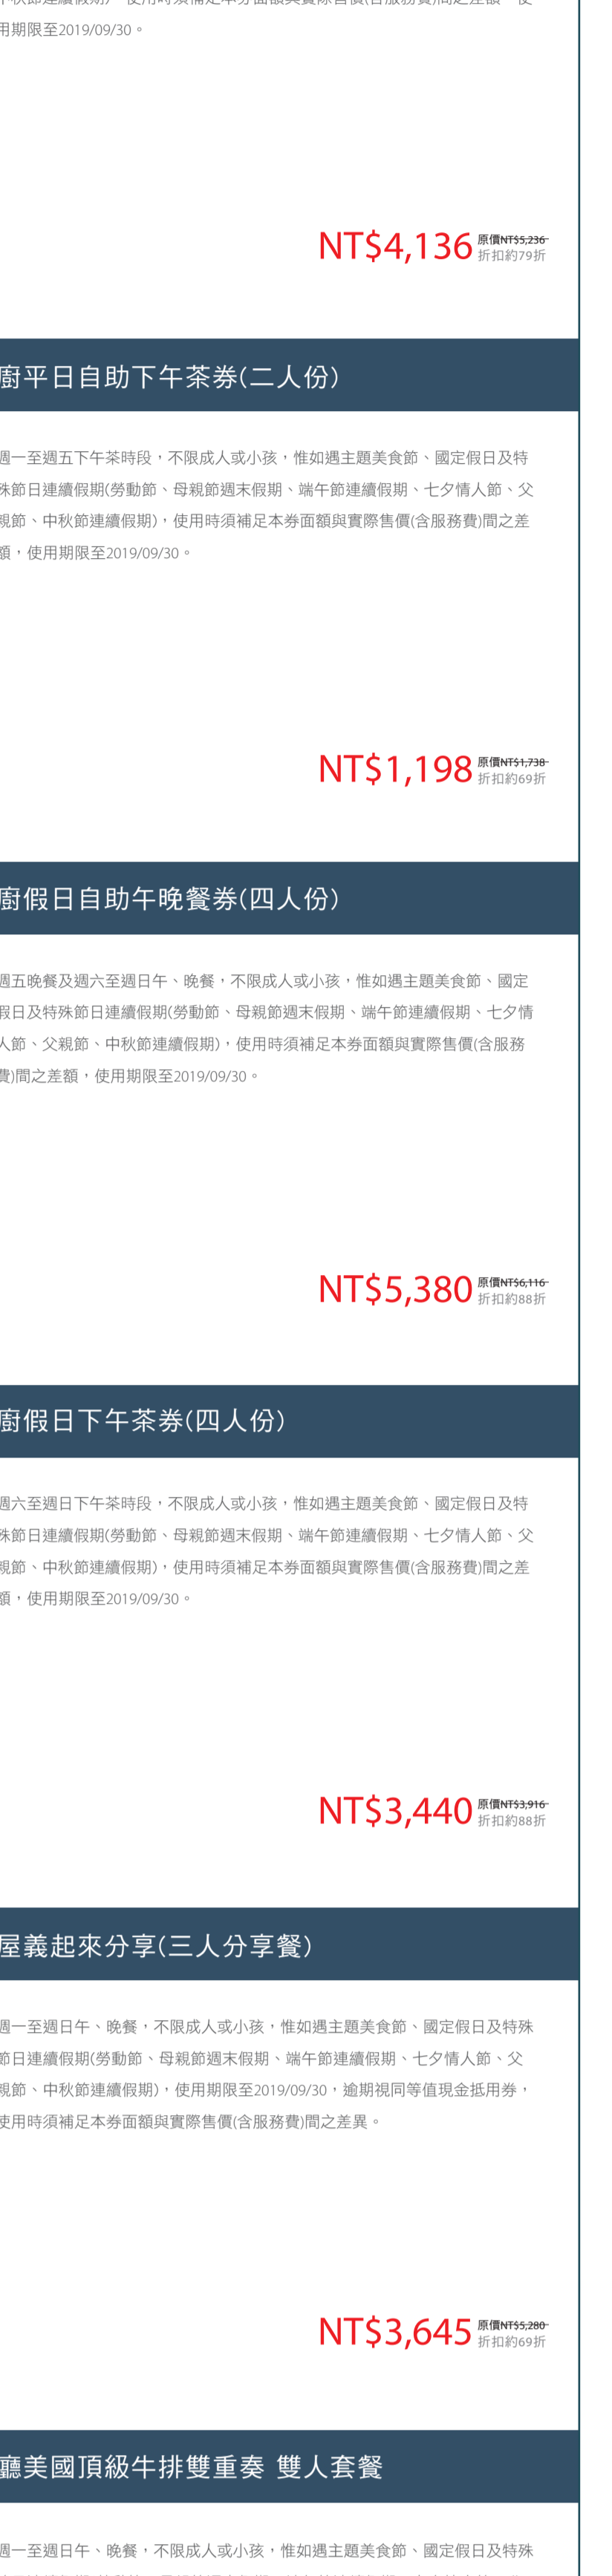 用期限至2019/09/30。
NT$4,136 原價NT$5,236
折扣約79折
廚平日自助下午茶券(二人份)
週一至週五下午茶時段，不限成人或小孩，惟如遇主題美食節、國定假日及特
殊節日連續假期(勞動節、母親節週末假期、端午節連續假期、七夕情人節、父
親節、中秋節連續假期)，使用時須補足本券面額與實際售價(含服務費)間之差
額，使用期限至2019/09/30。
NT$1,198 原價NT$1,738
折扣約69折
廚假日自助午晚餐券(四人份)
週五晚餐及週六至週日午、晚餐，不限成人或小孩，惟如遇主題美食節、國定
假日及特殊節日連續假期(勞動節、母親節週末假期、端午節連續假期、七夕情
人節、父親節、中秋節連續假期)，使用時須補足本券面額與實際售價(含服務
費)間之差額，使用期限至2019/09/30。
NT$5,380 原價NT$6,116
折扣約88折
廚假日下午茶券(四人份)
週六至週日下午茶時段，不限成人或小孩，惟如遇主題美食節、國定假日及特
殊節日連續假期(勞動節、母親節週末假期、端午節連續假期、七夕情人節、父
親節、中秋節連續假期)，使用時須補足本券面額與實際售價(含服務費)間之差
額，使用期限至2019/09/30。
NT$3,440 原價NT$3,916
折扣約88折
屋義起來分享(三人分享餐)
週一至週日午、晚餐，不限成人或小孩，惟如遇主題美食節、國定假日及特殊
節日連續假期(勞動節、母親節週末假期、端午節連續假期、七夕情人節、父
親節、中秋節連續假期)，使用期限至2019/09/30，逾期視同等值現金抵用券，
使用時須補足本券面額與實際售價(含服務費)間之差異。
NT$3,645 原價NT$5,280
折扣約69折
廳美國頂級牛排雙重奏 雙人套餐
週一至週日午、晚餐，不限成人或小孩，惟如遇主題美食節、國定假日及特殊